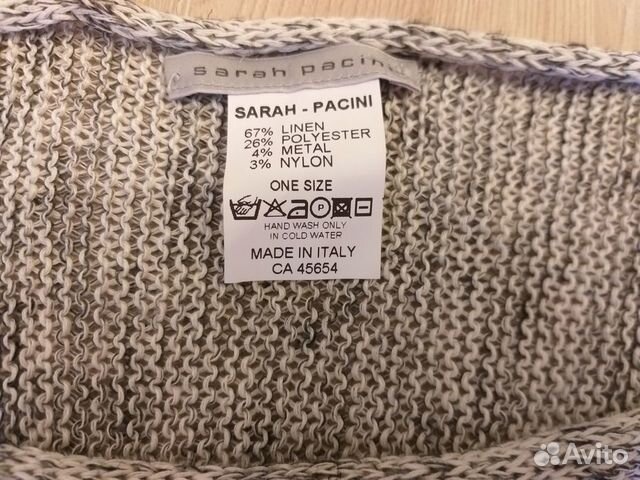 sarah pacini
SARAH - PACINI
67% LINEN
26% POLYESTER
4% METAL
3% NYLON
ONE SIZE
P
HAND WASH ONLY
IN COLD WATER
MADE IN ITALY
CA 45654
Avito